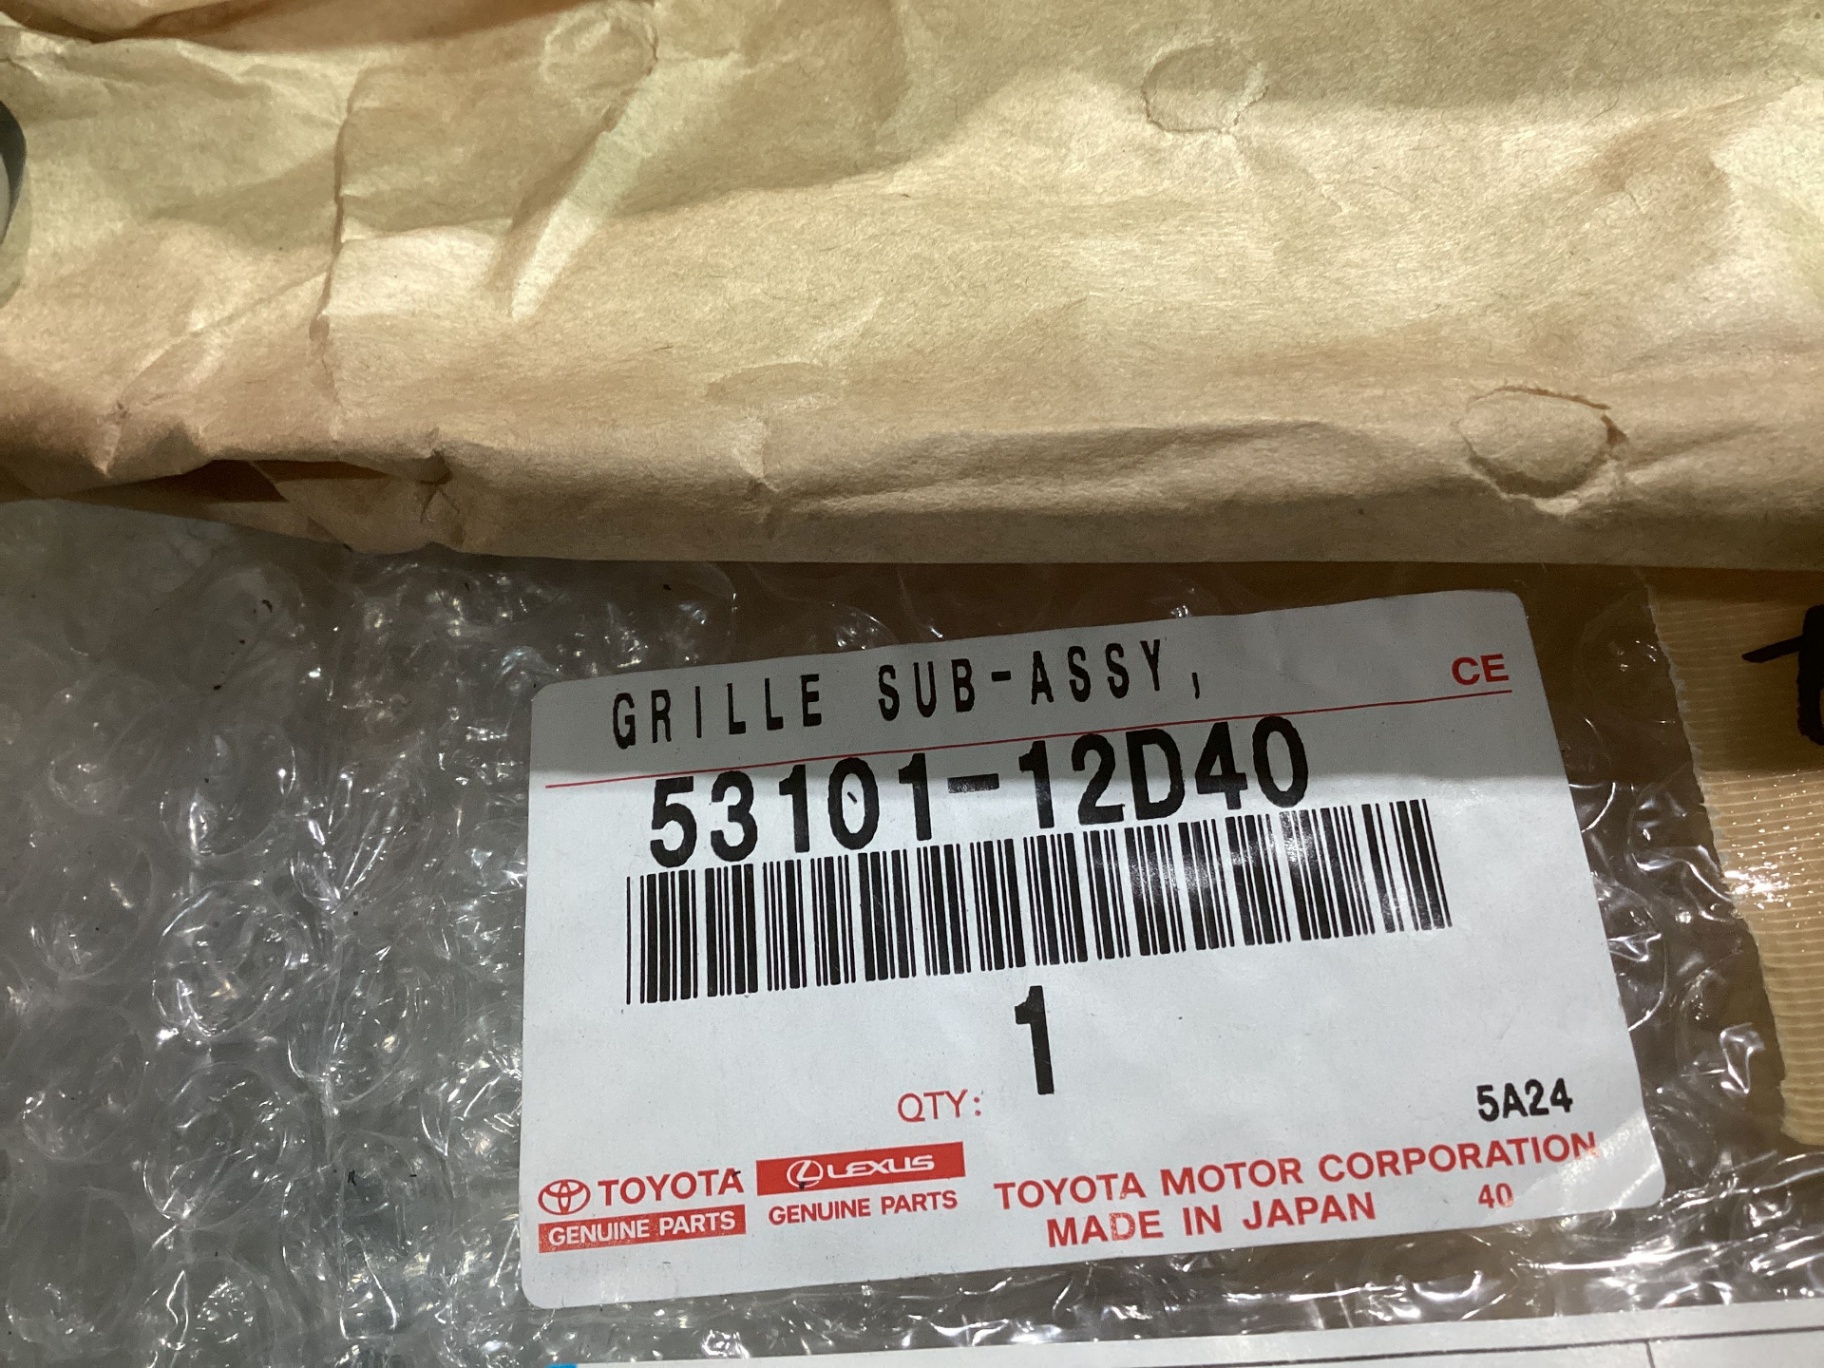 GRILLE SUB-ASSY,
CE
53101-12D40
1
QTY:
5A24
TOYOTA
GENUINE PARTS
LEXUS
GENUINE PARTS
TOYOTA MOTOR CORPORATION
MADE IN JAPAN
40